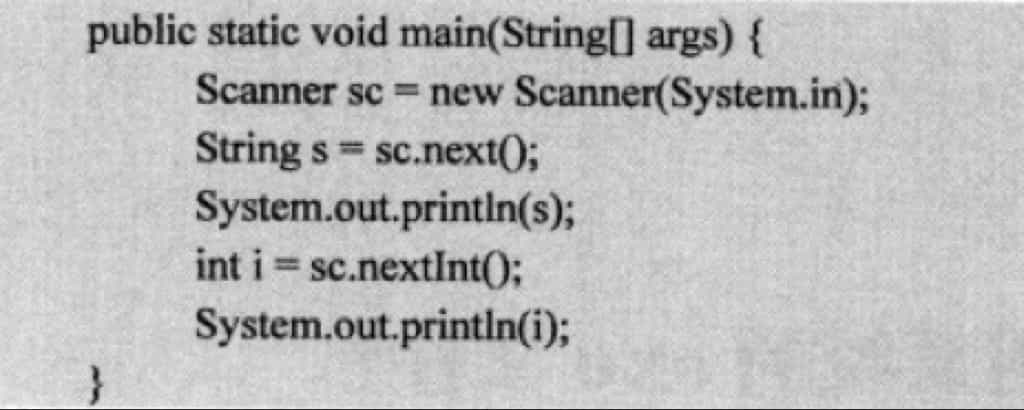 public static void main(String[] args) {
Scanner sc = new Scanner(System.in);
String s = sc.next();
System.out.println(s);
int i = sc.nextInt();
System.out.println(i);
}